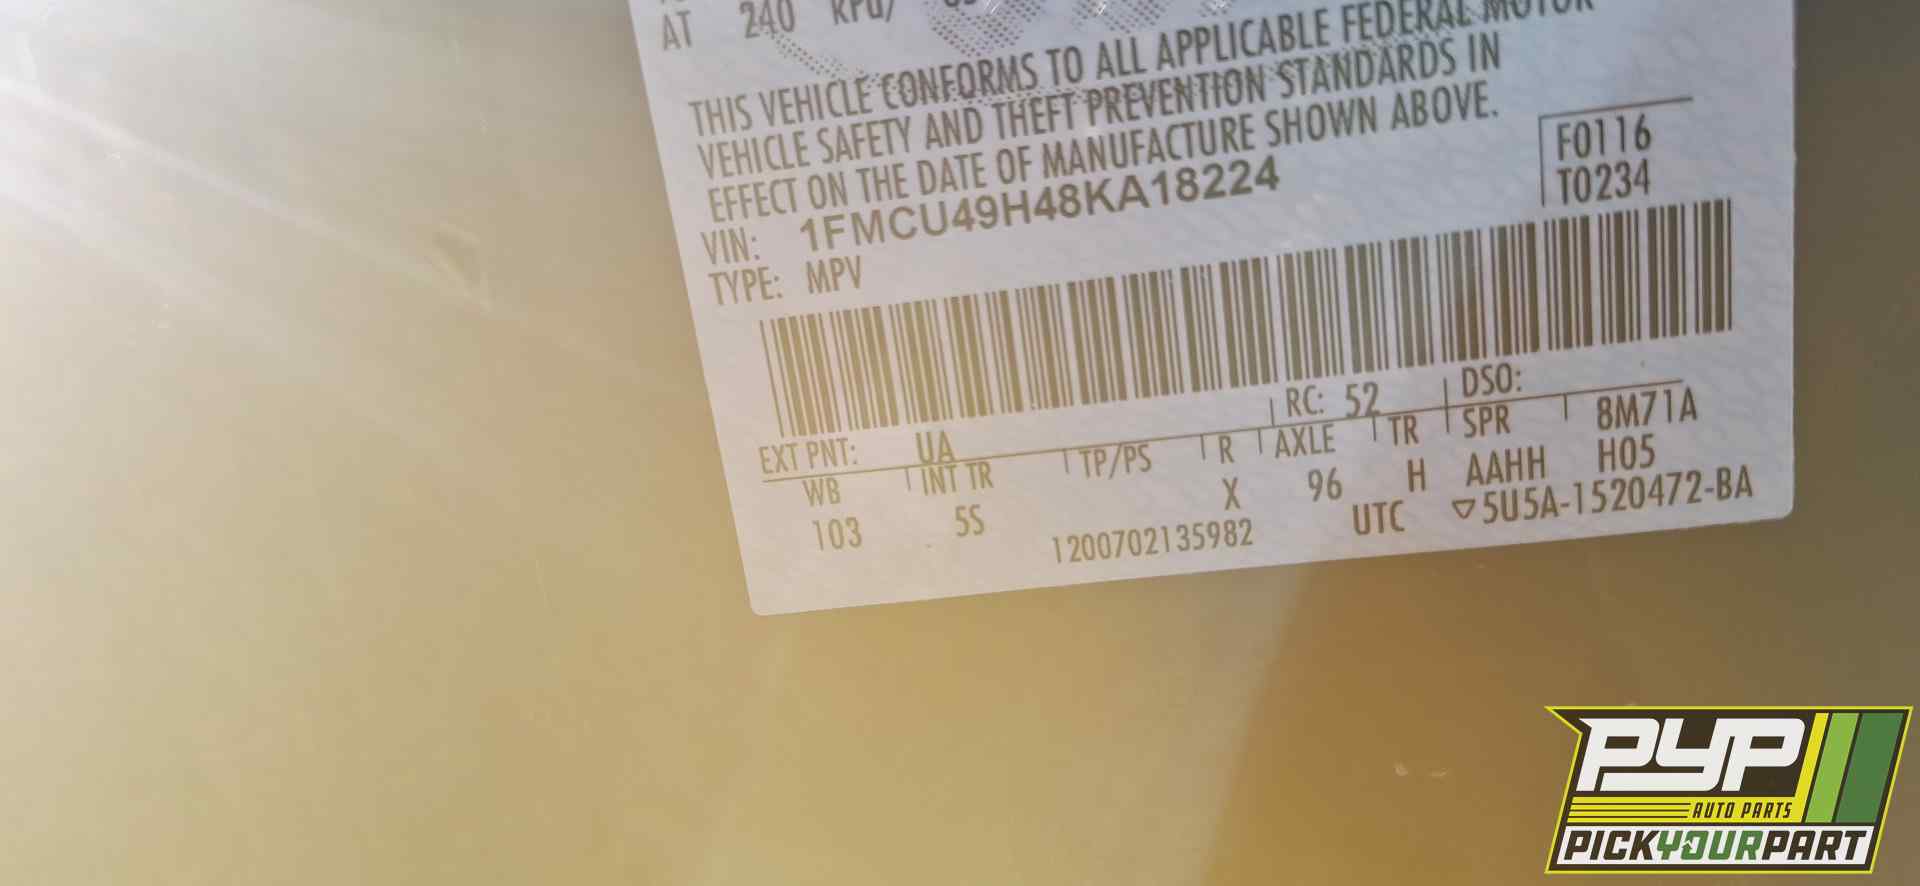 AT 240 kPa/
THIS VEHICLE CONFORMS TO ALL APPLICABLE FEDERAL MOTOR
VEHICLE SAFETY AND THEFT PREVENTION STANDARDS IN
EFFECT ON THE DATE OF MANUFACTURE SHOWN ABOVE.
F0116
T0234
VIN: 1FMCU49H48KA18224
TYPE: MPV
EXT PNT: UA RC: 52 DSO:
WB INT TR TP/PS R AXLE TR SPR 8M71A
103 5S X 96 H AAHH H05
1200702135982 UTC ▽5U5A-1520472-BA
PYP
AUTO PARTS
PICKYOURPART